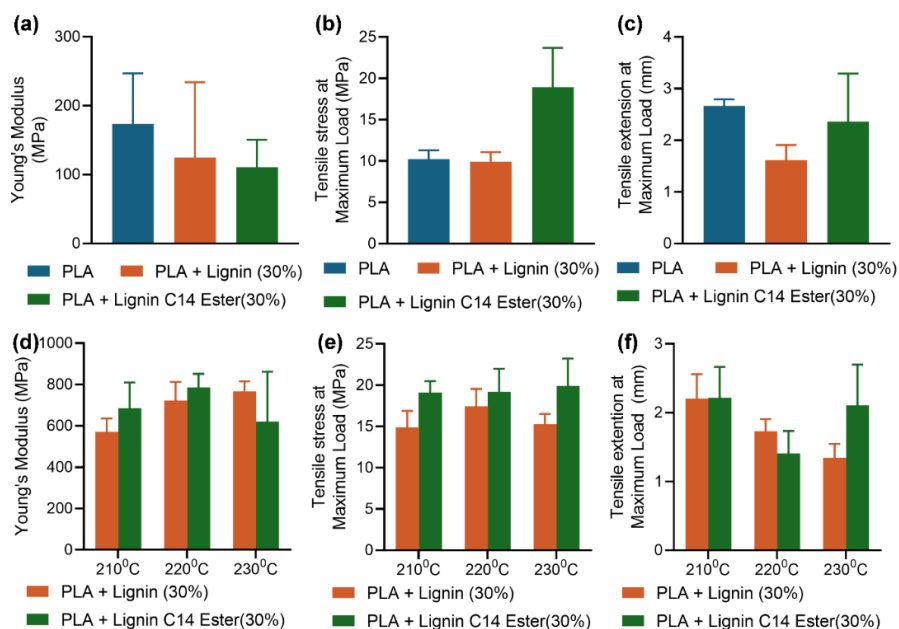 (a)
300
200
100
0
Young's Modulus
(MPa)
PLA
PLA + Lignin (30%)
PLA + Lignin C14 Ester(30%)
(b)
25
20
15
10
5
0
Tensile stress at
Maximum Load (MPa)
PLA
PLA + Lignin (30%)
PLA + Lignin C14 Ester(30%)
(c)
4
3
2
1
0
Tensile extension at
Maximum Load (mm)
PLA
PLA + Lignin (30%)
PLA + Lignin C14 Ester(30%)
(d)
1000
800
600
400
200
0
Young's Modulus (MPa)
210⁰C
220⁰C
230⁰C
PLA + Lignin (30%)
PLA + Lignin C14 Ester(30%)
(e)
25
20
15
10
5
0
Tensile stress at
Maximum Load (MPa)
210⁰C
220⁰C
230⁰C
PLA + Lignin (30%)
PLA + Lignin C14 Ester(30%)
(f)
3
2
1
0
Tensile extention at
Maximum Load (mm)
210⁰C
220⁰C
230⁰C
PLA + Lignin (30%)
PLA + Lignin C14 Ester(30%)